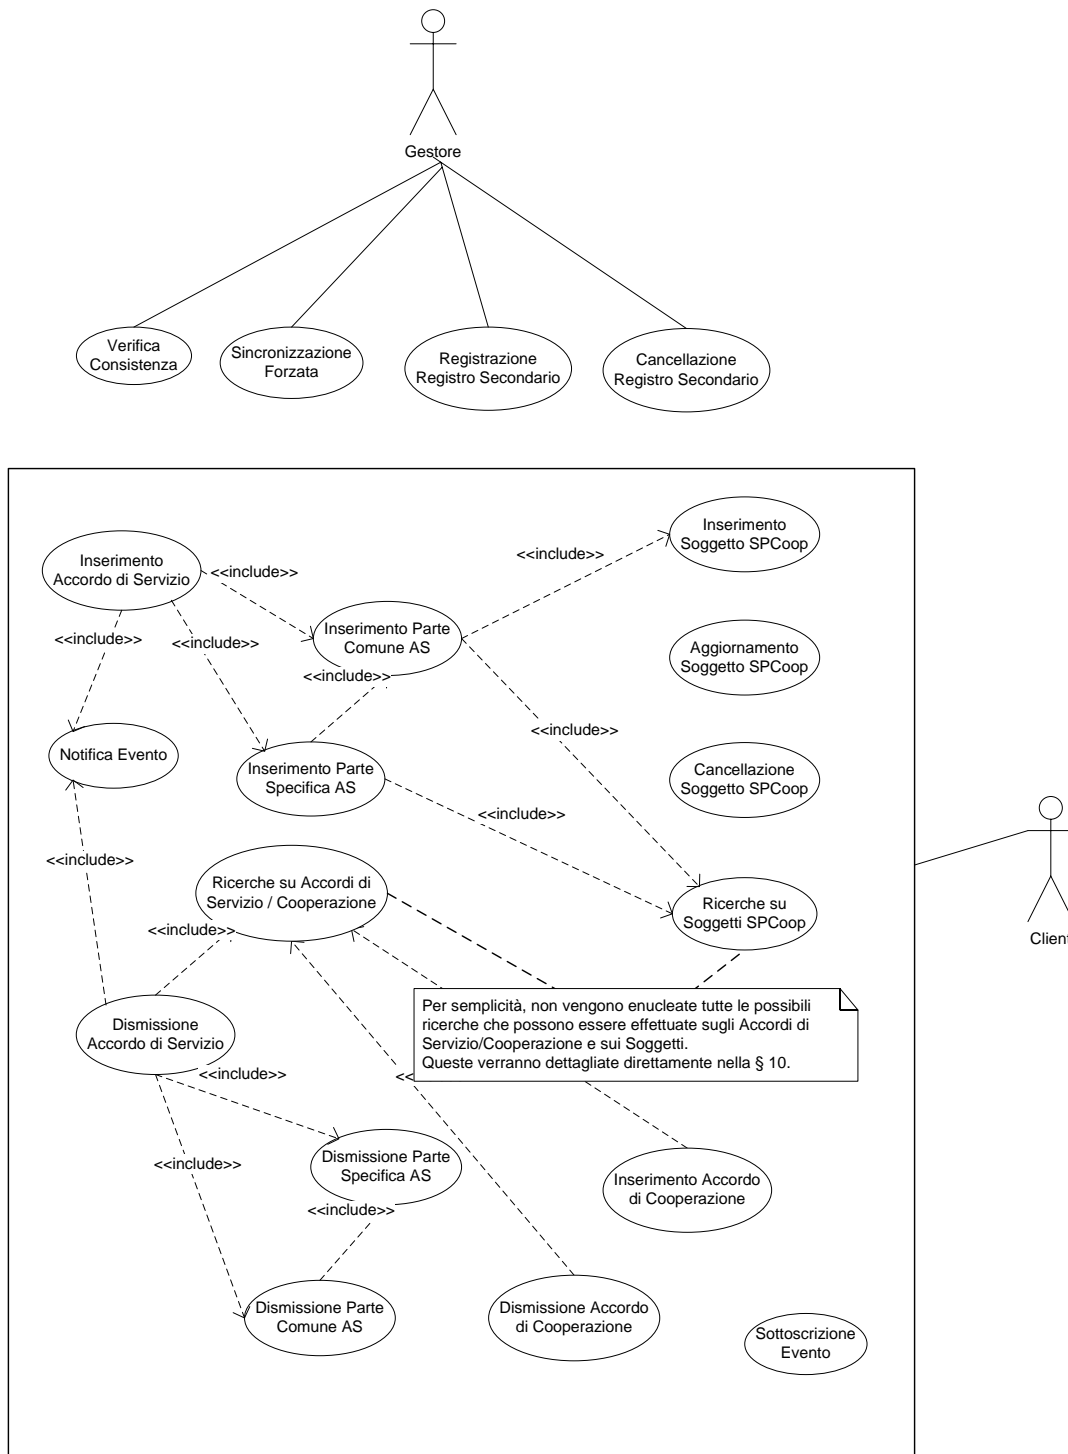 Gestore
Verifica
Consistenza
Sincronizzazione
Forzata
Registrazione
Registro Secondario
Cancellazione
Registro Secondario
Inserimento
Soggetto SPCoop
<<include>>
Inserimento
Accordo di Servizio
<<include>>
Inserimento Parte
Comune AS
<<include>>
<<include>>
Aggiornamento
Soggetto SPCoop
<<include>>
<<include>>
Notifica Evento
Inserimento Parte
Specifica AS
Cancellazione
Soggetto SPCoop
<<include>>
<<include>>
Ricerche su Accordi di
Servizio / Cooperazione
Ricerche su
Soggetti SPCoop
Client
<<include>>
Per semplicità, non vengono enucleate tutte le possibili
ricerche che possono essere effettuate sugli Accordi di
Servizio/Cooperazione e sui Soggetti.
Queste verranno dettagliate direttamente nella § 10.
Dismissione
Accordo di Servizio
<<include>>
<<
Dismissione Parte
Specifica AS
<<include>>
Inserimento Accordo
di Cooperazione
<<include>>
Dismissione Parte
Comune AS
Dismissione Accordo
di Cooperazione
Sottoscrizione
Evento